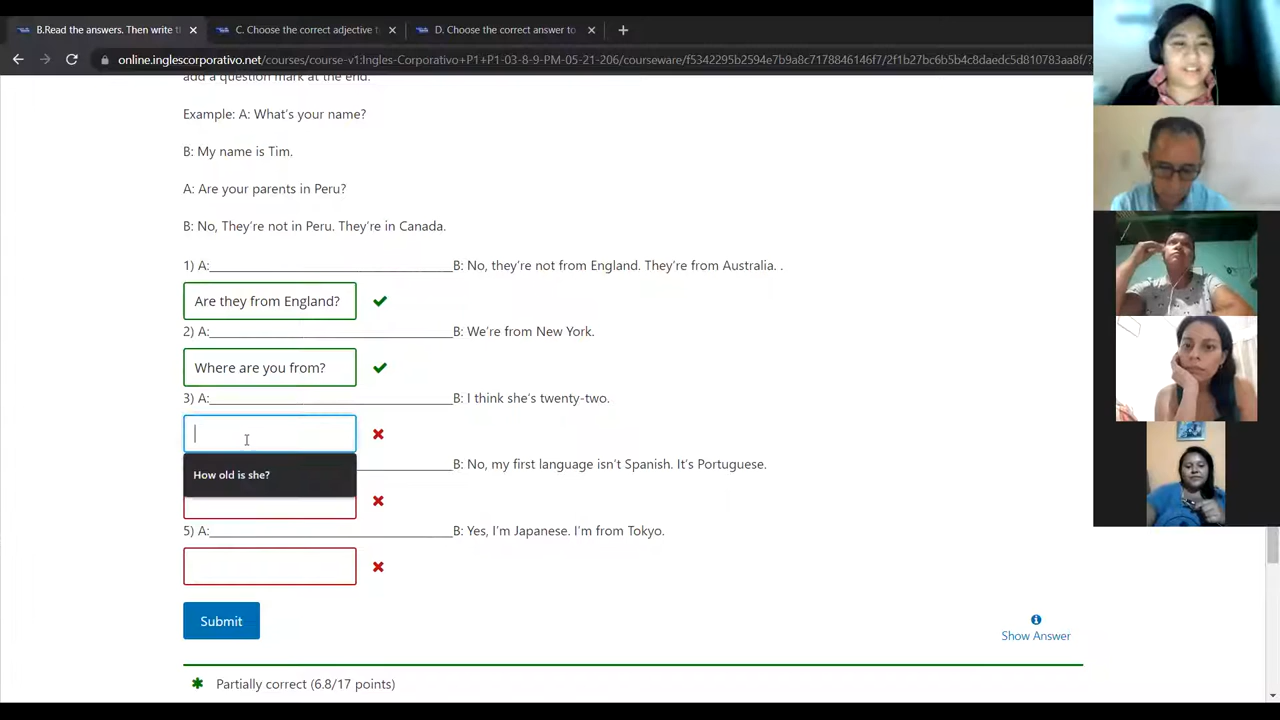 B.Read the answers. Then write t
C. Choose the correct adjective
D. Choose the correct answer to
online.inglescorporativo.net/courses/course-v1:Ingles-Corporativo+P1+P1-03-8-9-PM-05-21-206/courseware/f5342295b2594e7b9a8c7178846146f7/2f1b27bc6b5b4c8daedc5d810783aa8f/?
add a question mark at the end.
Example: A: What's your name?
B: My name is Tim.
A: Are your parents in Peru?
B: No, They're not in Peru. They're in Canada.
1) A:___________________________________B: No, they're not from England. They're from Australia. .
Are they from England?
2) A:___________________________________B: We're from New York.
Where are you from?
3) A:___________________________________B: I think she's twenty-two.
How old is she?
B: No, my first language isn't Spanish. It's Portuguese.
5) A:___________________________________B: Yes, I'm Japanese. I'm from Tokyo.
Submit
Show Answer
Partially correct (6.8/17 points)